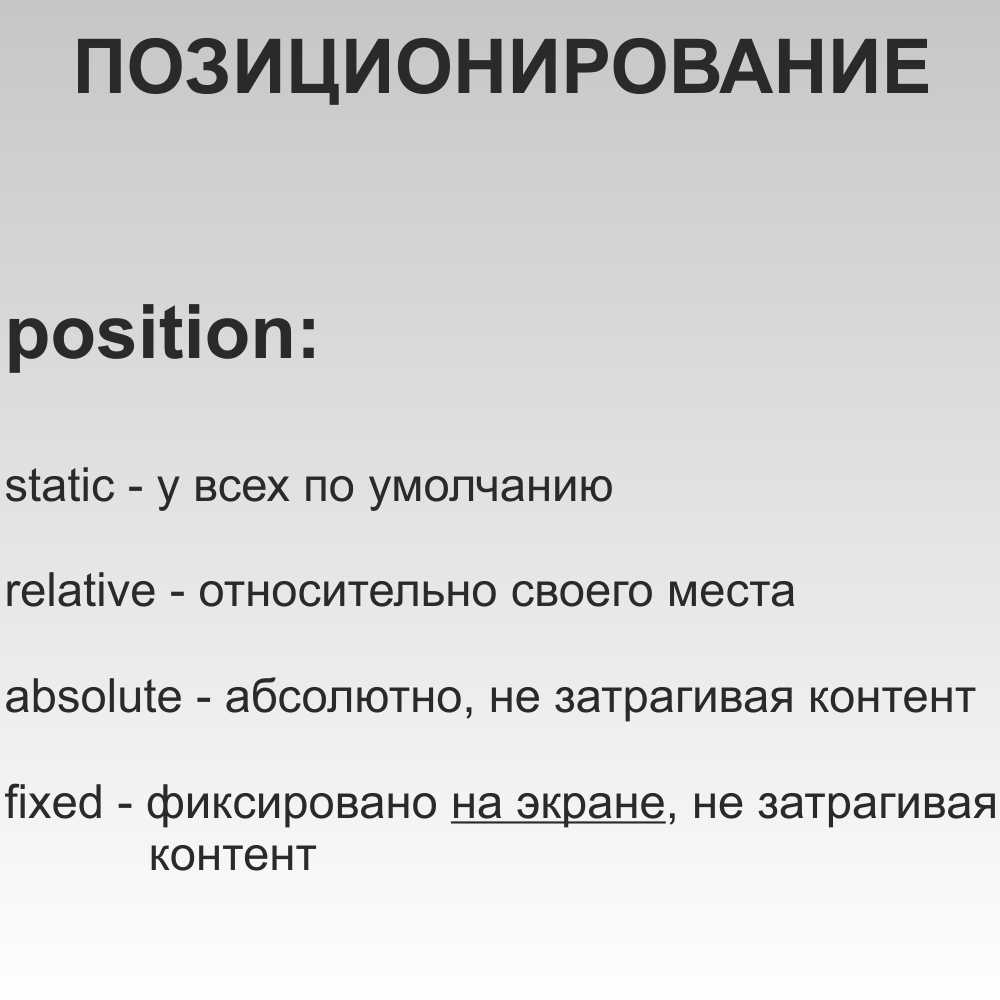 ПОЗИЦИОНИРОВАНИЕ
position:
static - у всех по умолчанию
relative - относительно своего места
absolute - абсолютно, не затрагивая контент
fixed - фиксировано на экране, не затрагивая
контент